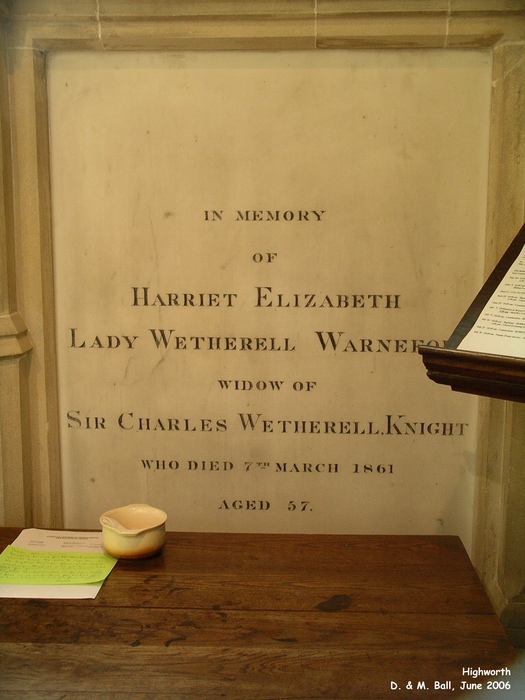 IN MEMORY
OF
HARRIET ELIZABETH
LADY WETHERELL
WIDOW OF
SIR CHARLES WETHERELL, KNIGHT
WHO DIED 7TH MARCH 1861
AGED 57.
Highworth
D. & M. Ball, June 2006